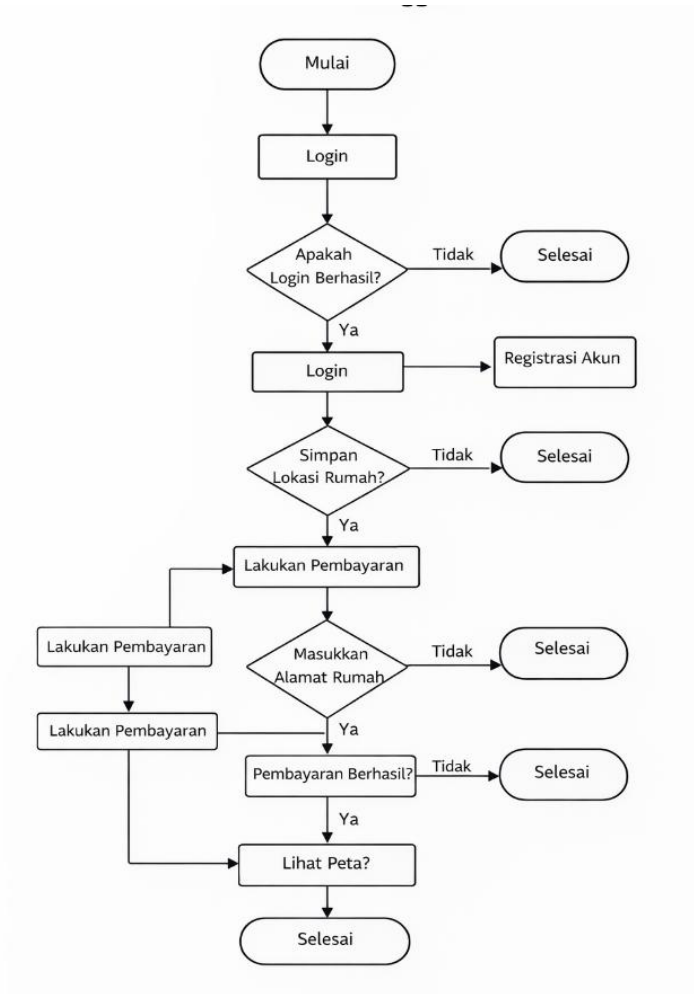 Mulai
Login
Apakah
Login Berhasil?
Tidak
Selesai
Ya
Login
Registrasi Akun
Simpan
Lokasi Rumah?
Tidak
Selesai
Ya
Lakukan Pembayaran
Lakukan Pembayaran
Masukkan
Alamat Rumah
Tidak
Selesai
Lakukan Pembayaran
Ya
Pembayaran Berhasil?
Tidak
Selesai
Ya
Lihat Peta?
Selesai